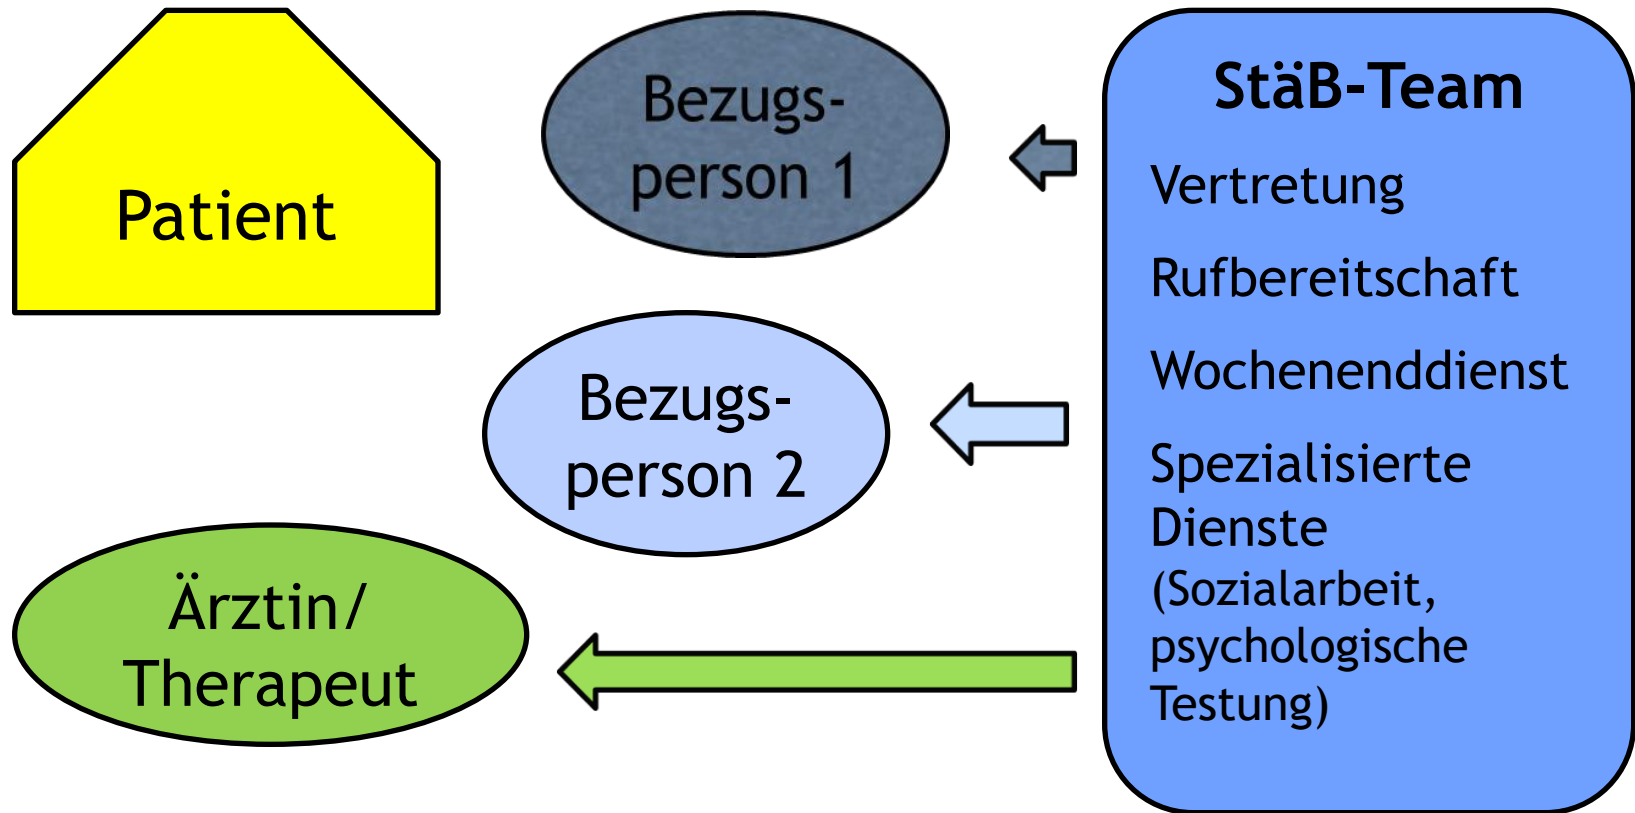 Patient
Bezugs-
person 1
Bezugs-
person 2
Ärztin/
Therapeut
StäB-Team
Vertretung
Rufbereitschaft
Wochenenddienst
Spezialisierte
Dienste
(Sozialarbeit,
psychologische
Testung)